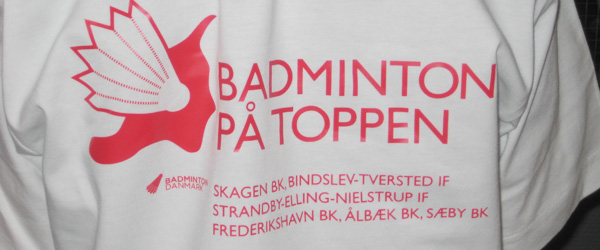 BADMINTON
PÅ TOPPEN
BADMINTON
DANMARK
SKAGEN BK, BINDSLEV-TVERSTED IF
STRANDBY-ELLING-NIELSTRUP IF
FREDERIKSHAVN BK, ÅLBÆK BK, SÆBY BK